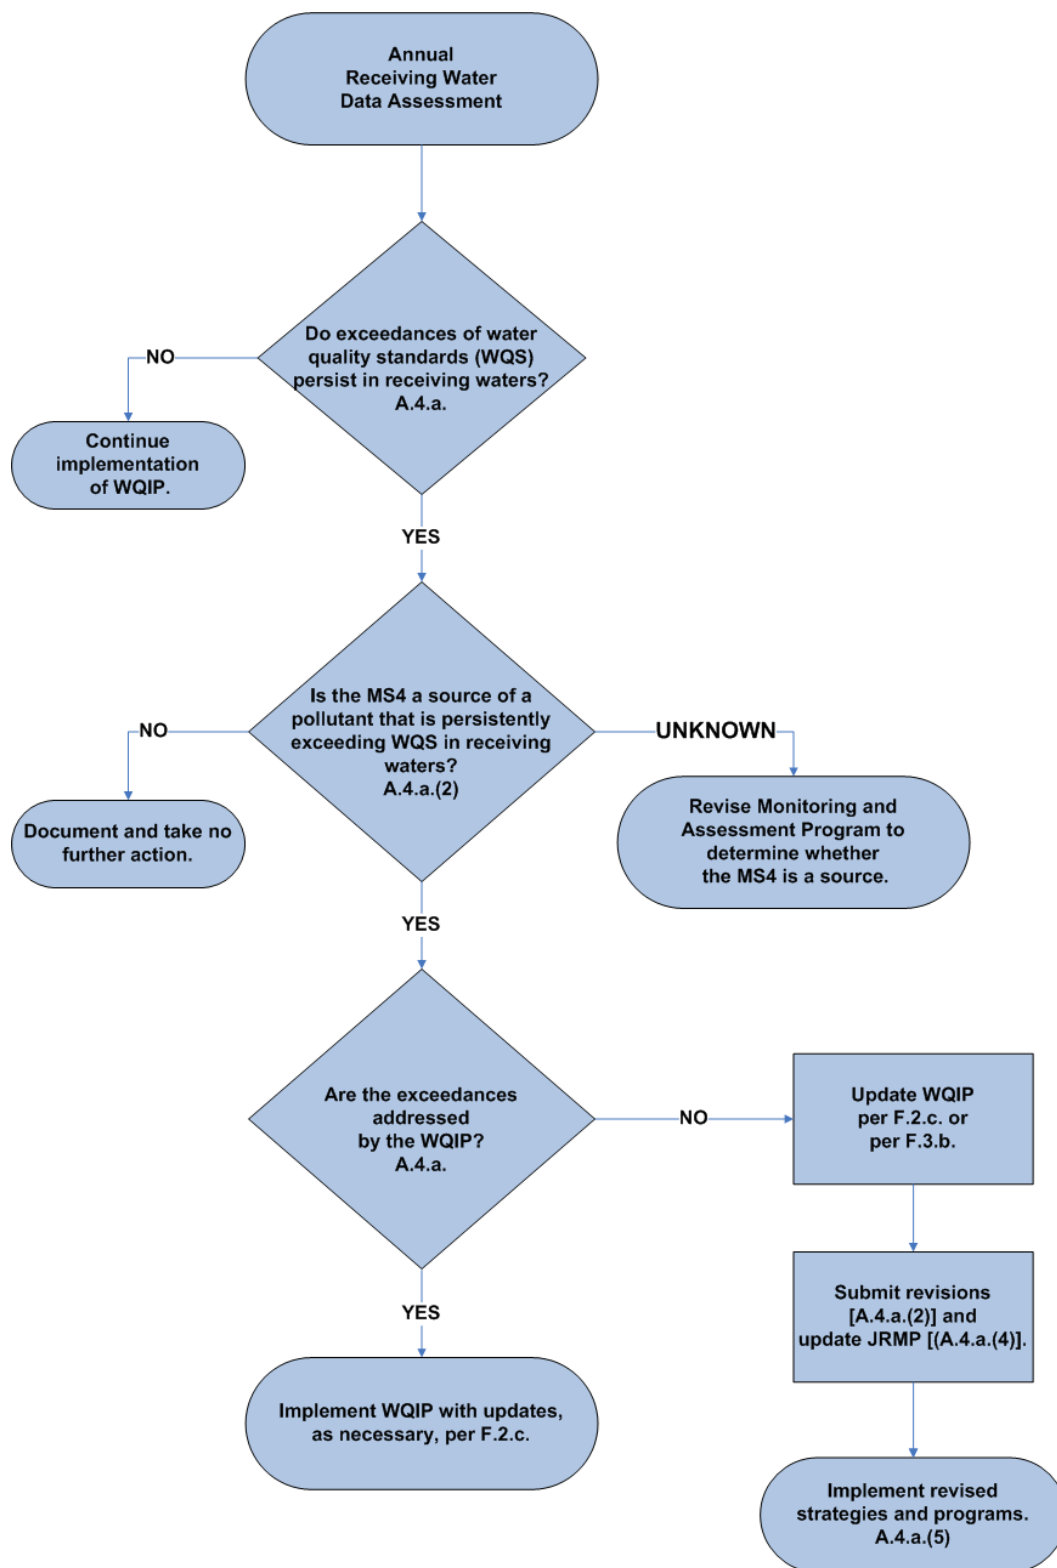 Annual
Receiving Water
Data Assessment
Do exceedances of water
quality standards (WQS)
persist in receiving waters?
A.4.a.
NO
Continue
implementation
of WQIP.
YES
Is the MS4 a source of a
pollutant that is persistently
exceeding WQS in receiving
waters?
A.4.a.(2)
NO
UNKNOWN
Document and take no
further action.
Revise Monitoring and
Assessment Program to
determine whether
the MS4 is a source.
YES
Are the exceedances
addressed
by the WQIP?
A.4.a.
NO
Update WQIP
per F.2.c. or
per F.3.b.
YES
Submit revisions
[A.4.a.(2)] and
update JRMP [(A.4.a.(4)].
Implement WQIP with updates,
as necessary, per F.2.c.
Implement revised
strategies and programs.
A.4.a.(5)